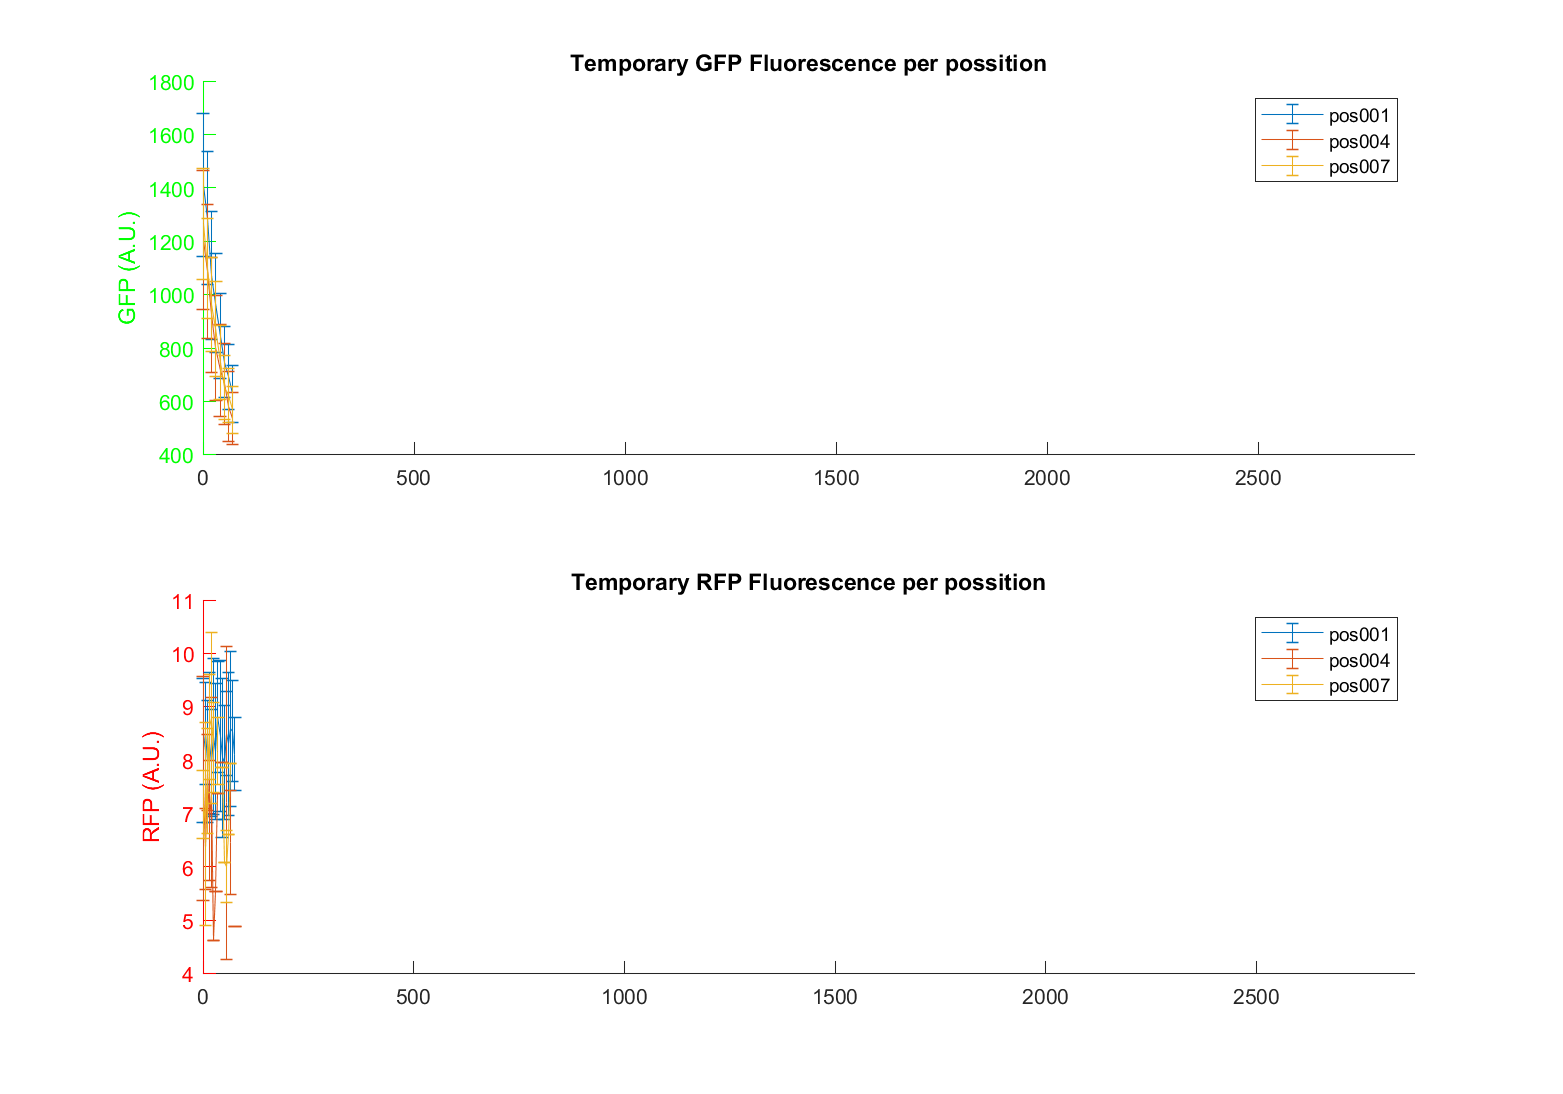 Temporary GFP Fluorescence per possition
1800
1600
1400
1200
1000
800
600
400
GFP (A.U.)
0 500 1000 1500 2000 2500
pos001
pos004
pos007
Temporary RFP Fluorescence per possition
11
10
9
8
7
6
5
4
RFP (A.U.)
0 500 1000 1500 2000 2500
pos001
pos004
pos007